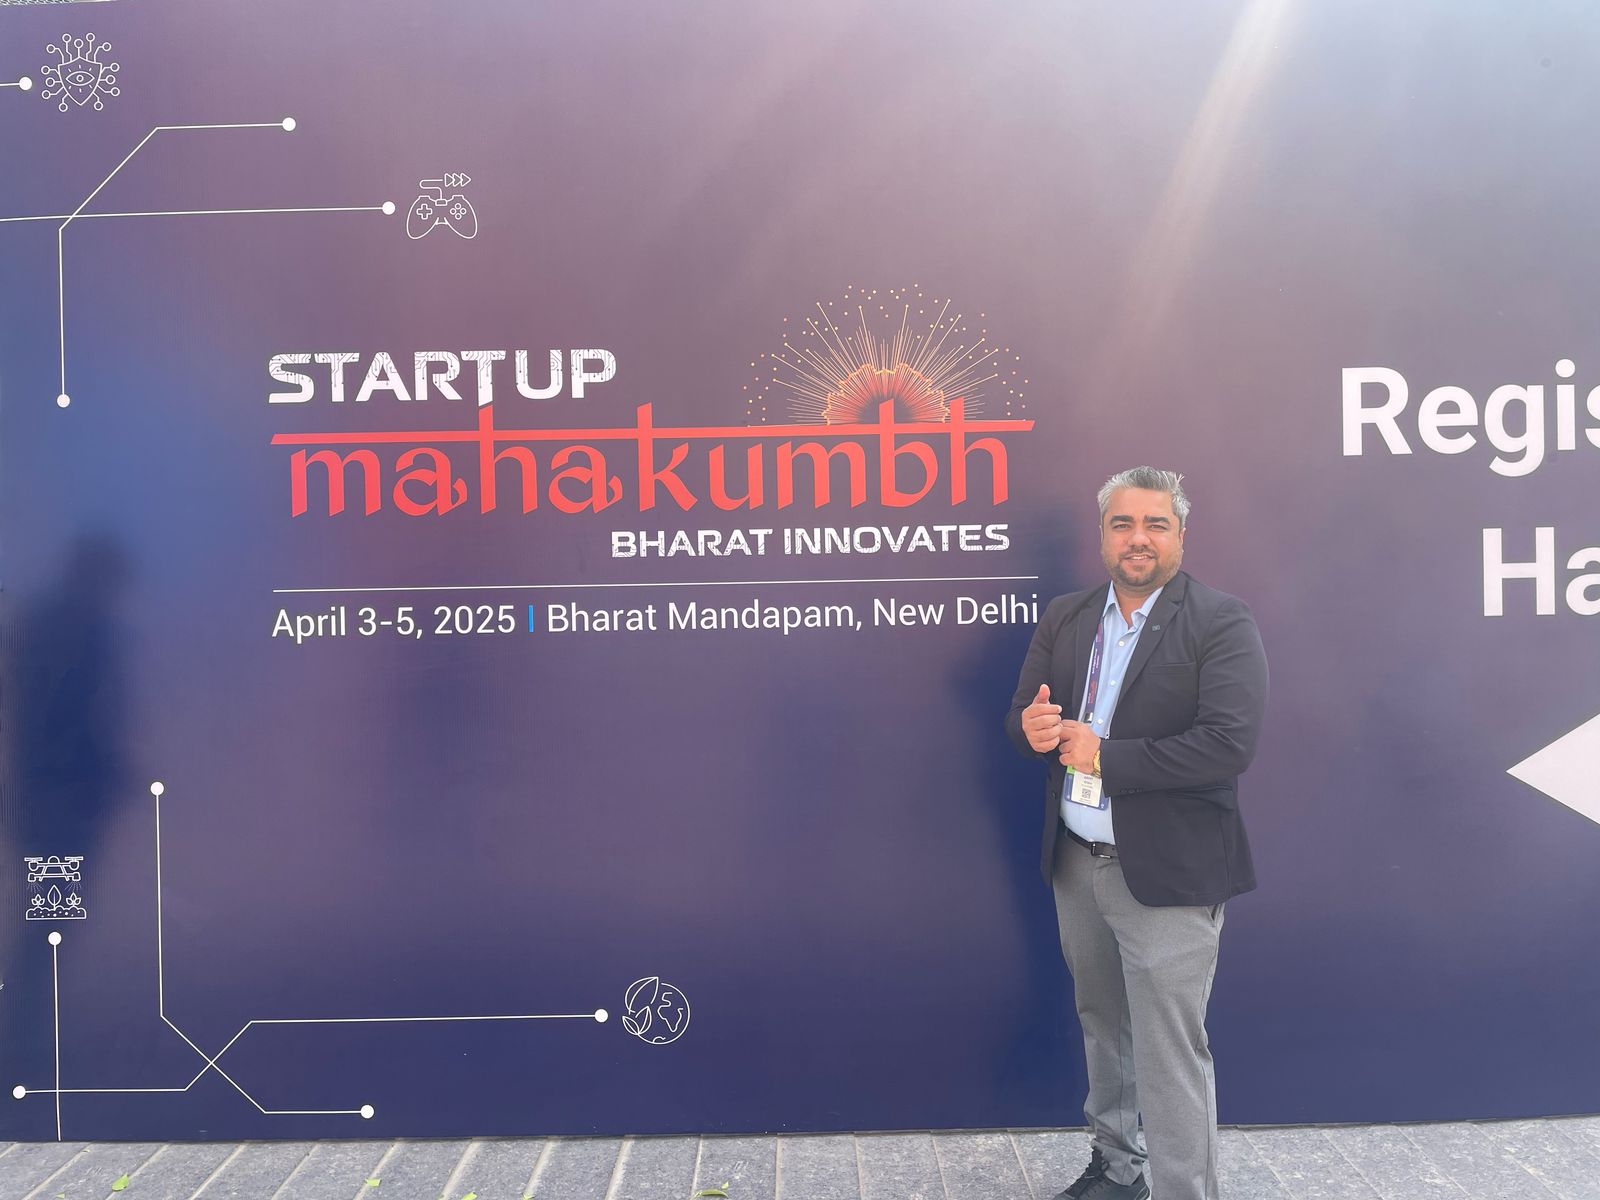 STARTUP
mahakumbh
BHARAT INNOVATES
April 3-5, 2025 | Bharat Mandapam, New Delhi
Regis
Ha